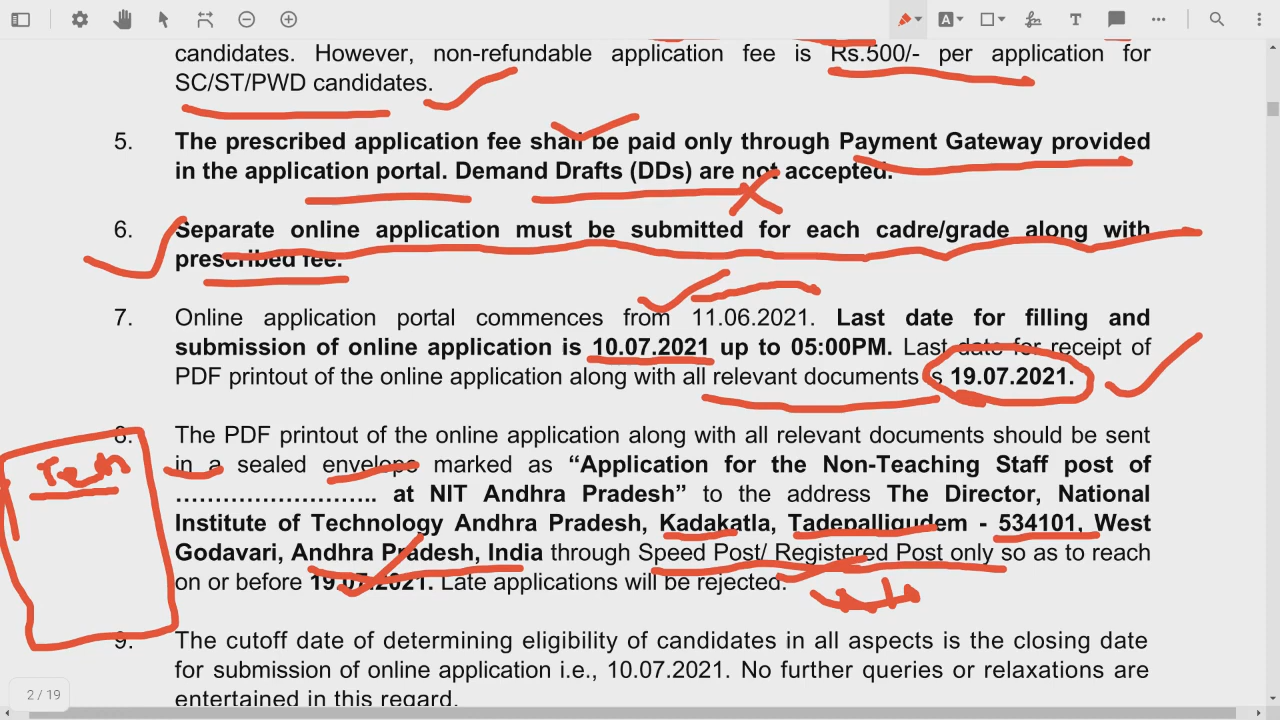 candidates. However, non-refundable application fee is Rs.500/- per application for
SC/ST/PWD candidates.
5. The prescribed application fee shall be paid only through Payment Gateway provided
in the application portal. Demand Drafts (DDs) are not accepted.
6. Separate online application must be submitted for each cadre/grade along with
prescribed fee.
7. Online application portal commences from 11.06.2021. Last date for filling and
submission of online application is 10.07.2021 up to 05:00PM. Last date for receipt of
PDF printout of the online application along with all relevant documents is 19.07.2021.
8. The PDF printout of the online application along with all relevant documents should be sent
in a sealed envelope marked as “Application for the Non-Teaching Staff post of
……………………….. at NIT Andhra Pradesh” to the address The Director, National
Institute of Technology Andhra Pradesh, Kadakatla, Tadepalligudem - 534101, West
Godavari, Andhra Pradesh, India through Speed Post/ Registered Post only so as to reach
on or before 19.07.2021. Late applications will be rejected.
9. The cutoff date of determining eligibility of candidates in all aspects is the closing date
for submission of online application i.e., 10.07.2021. No further queries or relaxations are
entertained in this regard.
2 / 19